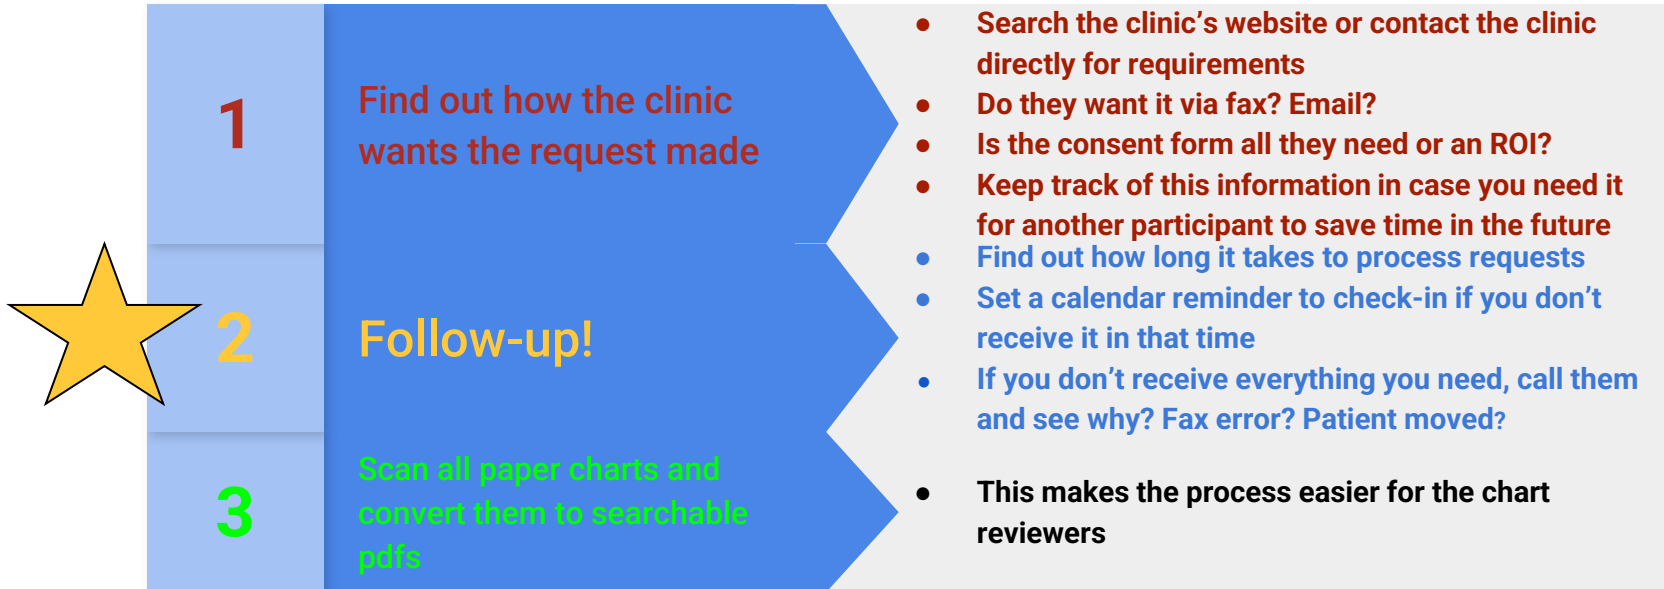 1
Find out how the clinic
wants the request made
● Search the clinic’s website or contact the clinic
directly for requirements
● Do they want it via fax? Email?
● Is the consent form all they need or an ROI?
● Keep track of this information in case you need it
for another participant to save time in the future
2
Follow-up!
● Find out how long it takes to process requests
● Set a calendar reminder to check-in if you don’t
receive it in that time
● If you don’t receive everything you need, call them
and see why? Fax error? Patient moved?
3
Scan all paper charts and
convert them to searchable
pdfs
● This makes the process easier for the chart
reviewers